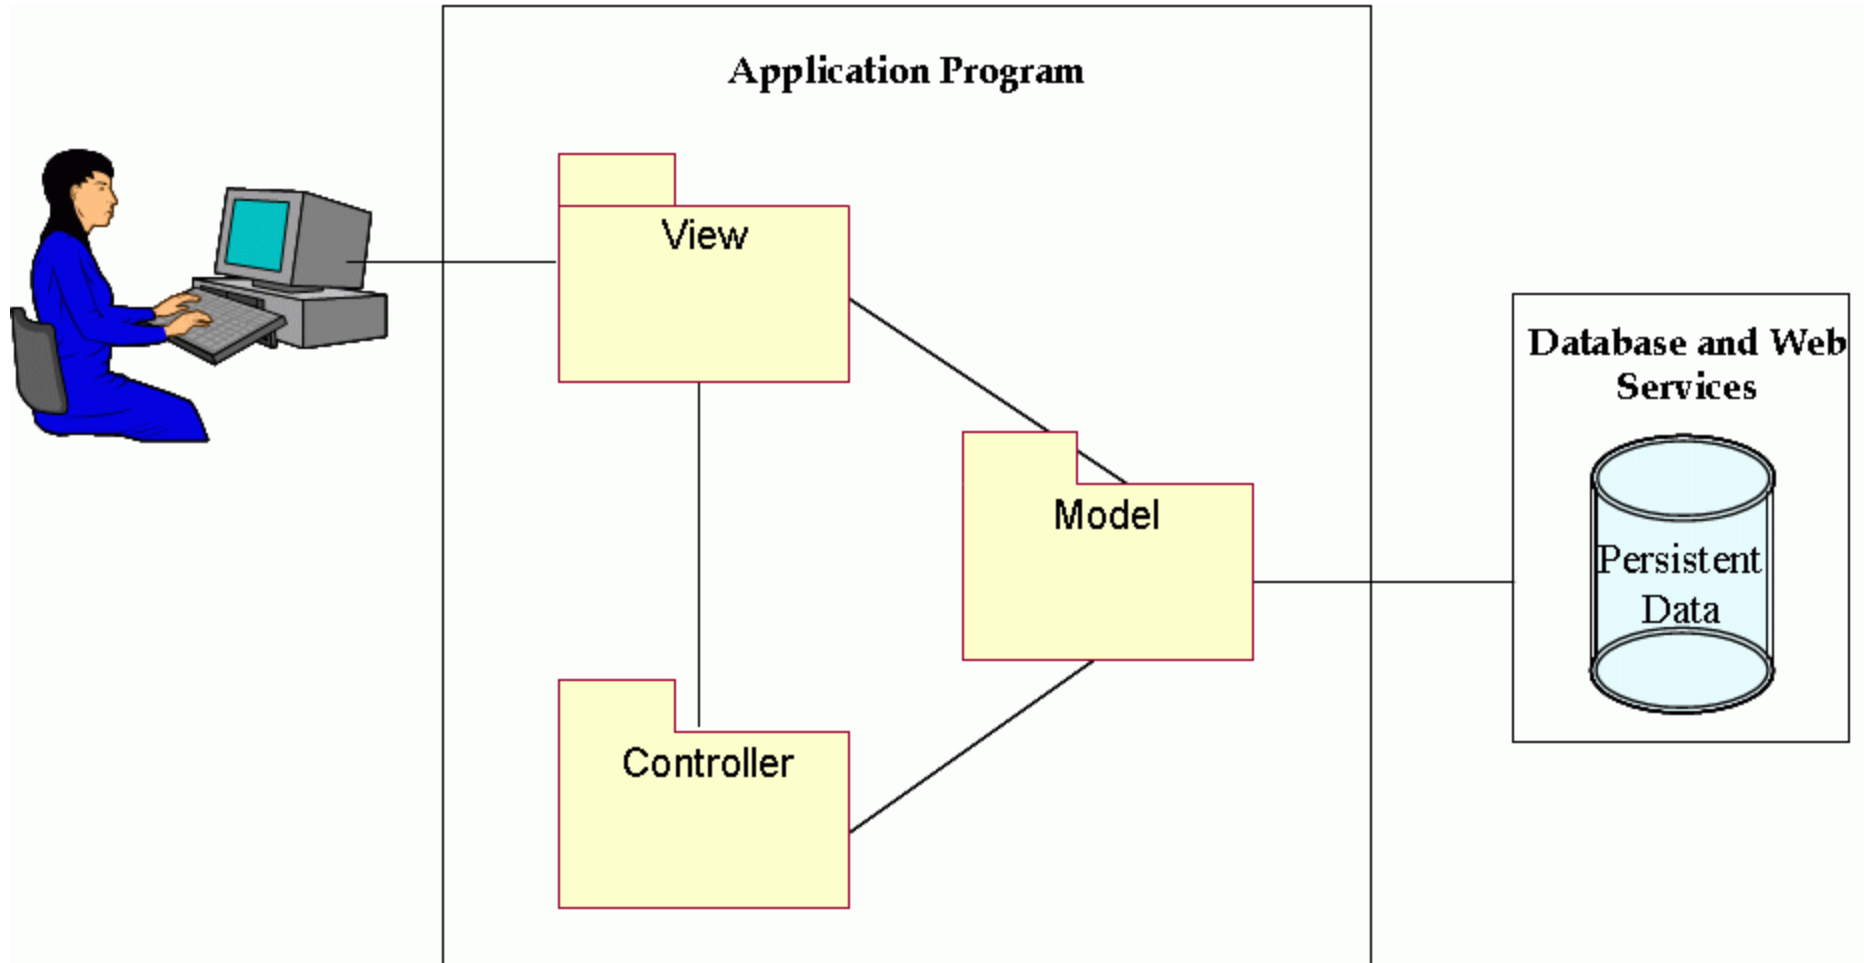 Application Program
View
Database and Web
Services
Model
Persistent
Data
Controller